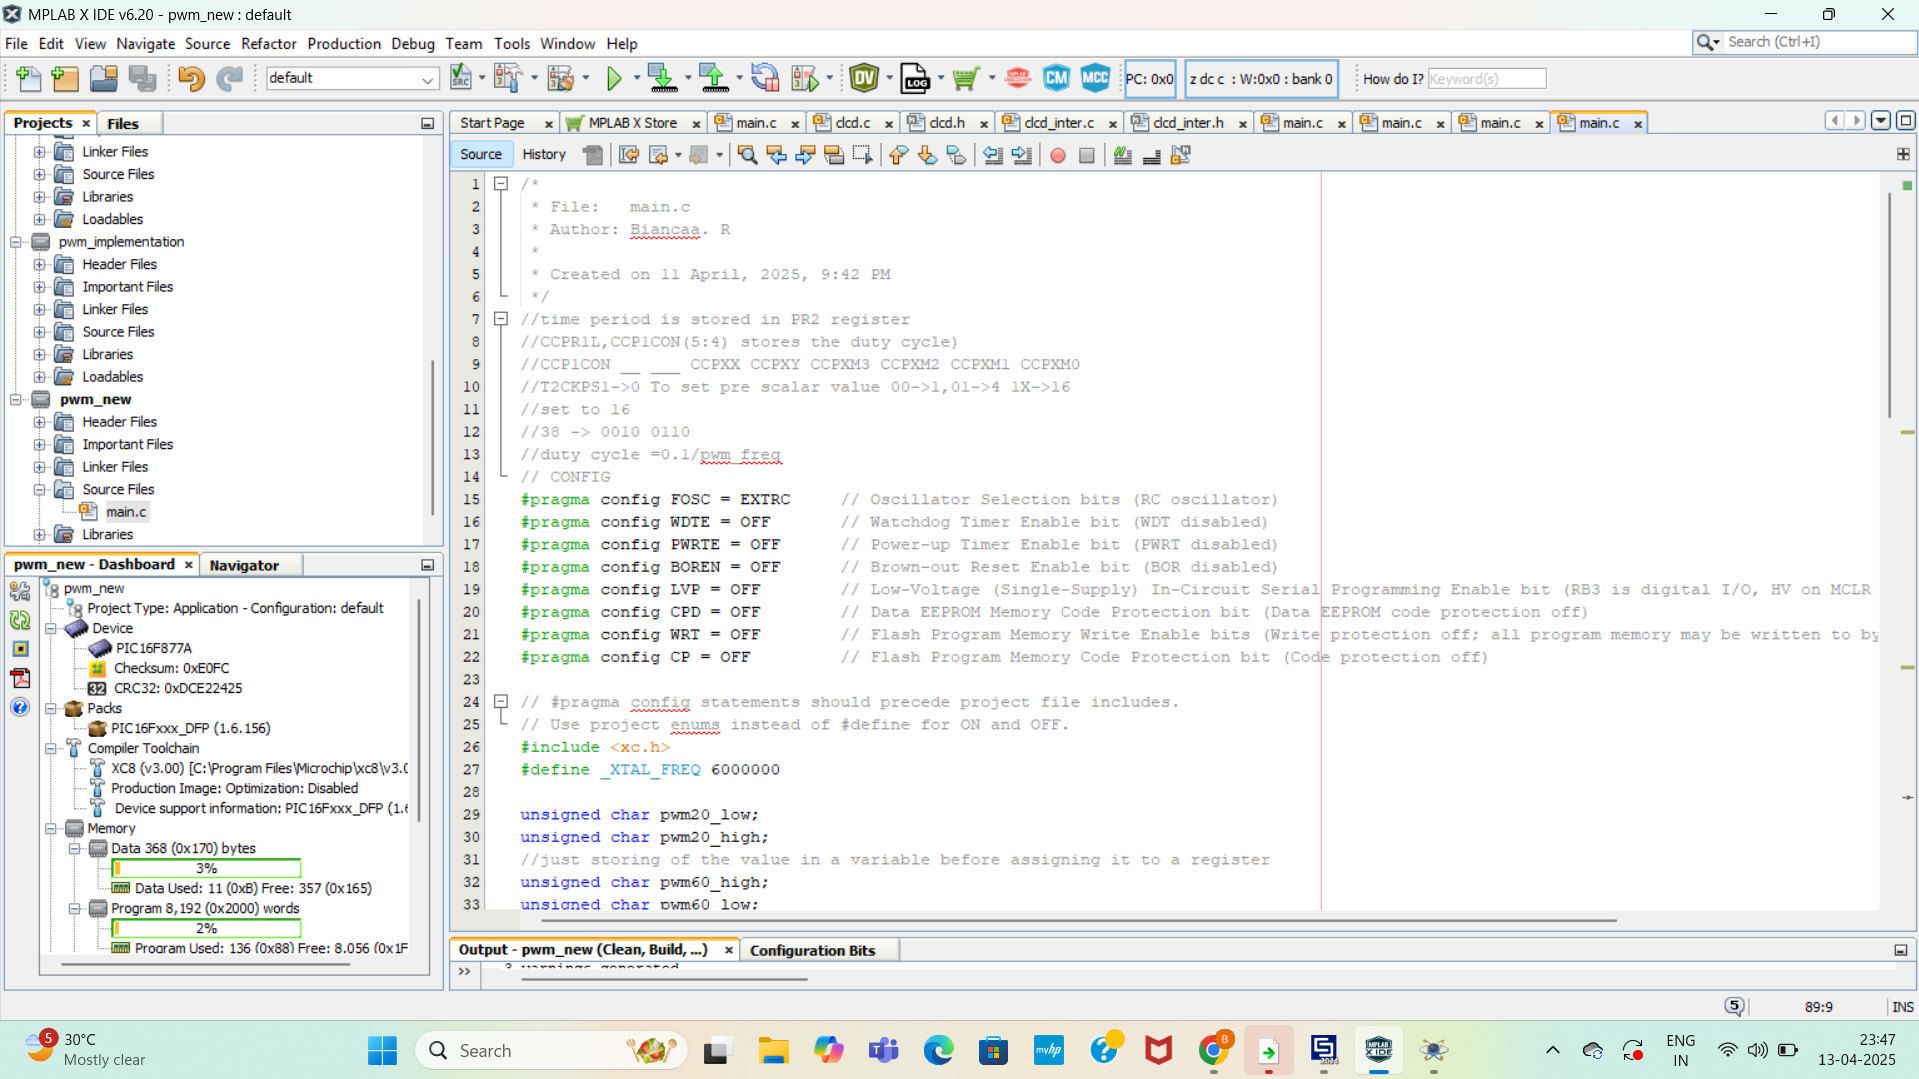 MPLAB X IDE v6.20 - pwm_new : default
File Edit View Navigate Source Refactor Production Debug Team Tools Window Help
Search (Ctrl+I)
default
DV
LOG
CM
MCC
PC: 0x0
z dc c : W:0x0 : bank 0
How do I?
Keyword(s)
Projects
Files
Linker Files
Source Files
Libraries
Loadables
pwm_implementation
Header Files
Important Files
Linker Files
Source Files
Libraries
Loadables
pwm_new
Header Files
Important Files
Linker Files
Source Files
main.c
Libraries
pwm_new - Dashboard
Navigator
pwm_new
Project Type: Application - Configuration: default
Device
PIC16F877A
Checksum: 0xE0FC
32 CRC32: 0xDCE22425
Packs
PIC16Fxxx_DFP (1.6.156)
Compiler Toolchain
XC8 (v3.00) [C:\Program Files\Microchip\xc8\v3.0
Production Image: Optimization: Disabled
Device support information: PIC16Fxxx_DFP (1.6
Memory
Data 368 (0x170) bytes
3%
Data Used: 11 (0xB) Free: 357 (0x165)
Program 8,192 (0x2000) words
2%
Program Used: 136 (0x88) Free: 8,056 (0x1F
Start Page MPLAB X Store main.c clcd.c clcd.h clcd_inter.c clcd_inter.h main.c main.c main.c main.c
Source History
1 /*
2 * File:   main.c
3 * Author: Biancaa. R
4 *
5 * Created on 11 April, 2025, 9:42 PM
6 */
7 //time period is stored in PR2 register
8 //CCPR1L,CCP1CON(5:4) stores the duty cycle)
9 //CCP1CON __ ___ CCPXX CCPXY CCPXM3 CCPXM2 CCPXM1 CCPXM0
10 //T2CKPS1->0 To set pre scalar value 00->1,01->4 1X->16
11 //set to 16
12 //38 -> 0010 0110
13 //duty cycle =0.1/pwm_freq
14 // CONFIG
15 #pragma config FOSC = EXTRC     // Oscillator Selection bits (RC oscillator)
16 #pragma config WDTE = OFF       // Watchdog Timer Enable bit (WDT disabled)
17 #pragma config PWRTE = OFF      // Power-up Timer Enable bit (PWRT disabled)
18 #pragma config BOREN = OFF      // Brown-out Reset Enable bit (BOR disabled)
19 #pragma config LVP = OFF        // Low-Voltage (Single-Supply) In-Circuit Serial Programming Enable bit (RB3 is digital I/O, HV on MCLR
20 #pragma config CPD = OFF        // Data EEPROM Memory Code Protection bit (Data EEPROM code protection off)
21 #pragma config WRT = OFF        // Flash Program Memory Write Enable bits (Write protection off; all program memory may be written to by
22 #pragma config CP = OFF         // Flash Program Memory Code Protection bit (Code protection off)
23
24 // #pragma config statements should precede project file includes.
25 // Use project enums instead of #define for ON and OFF.
26 #include <xc.h>
27 #define _XTAL_FREQ 6000000
28
29 unsigned char pwm20_low;
30 unsigned char pwm20_high;
31 //just storing of the value in a variable before assigning it to a register
32 unsigned char pwm60_high;
33 unsigned char pwm60_low;
Output - pwm_new (Clean, Build, ...)
Configuration Bits
3 warnings generated
5
89:9
INS
5
30°C
Mostly clear
Search
myhp
B
MPLAB
X IDE
ENG
IN
23:47
13-04-2025